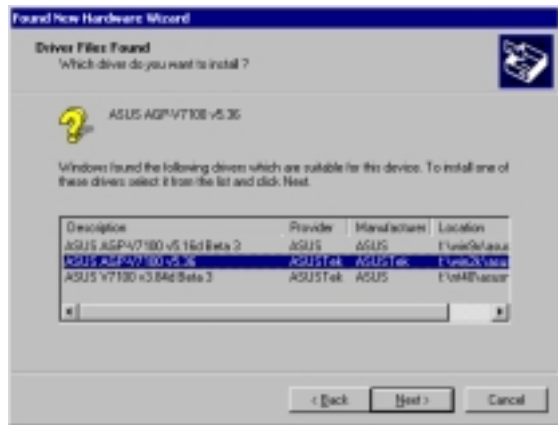 Found New Hardware Wizard
Driver Files Found
Which driver do you want to install ?
ASUS AGP-V7100 v5.36
Windows found the following drivers which are suitable for this device. To install one of
these drivers select it from the list and click Next.
Description Provider Manufacturer Location
ASUS AGP-V7100 v5.16d Beta 3 ASUS ASUS
ASUS AGP-V7100 v5.36 ASUSTek ASUSTek
ASUS V7100 v3.84d Beta 3 ASUSTek ASUS
< Back Next > Cancel